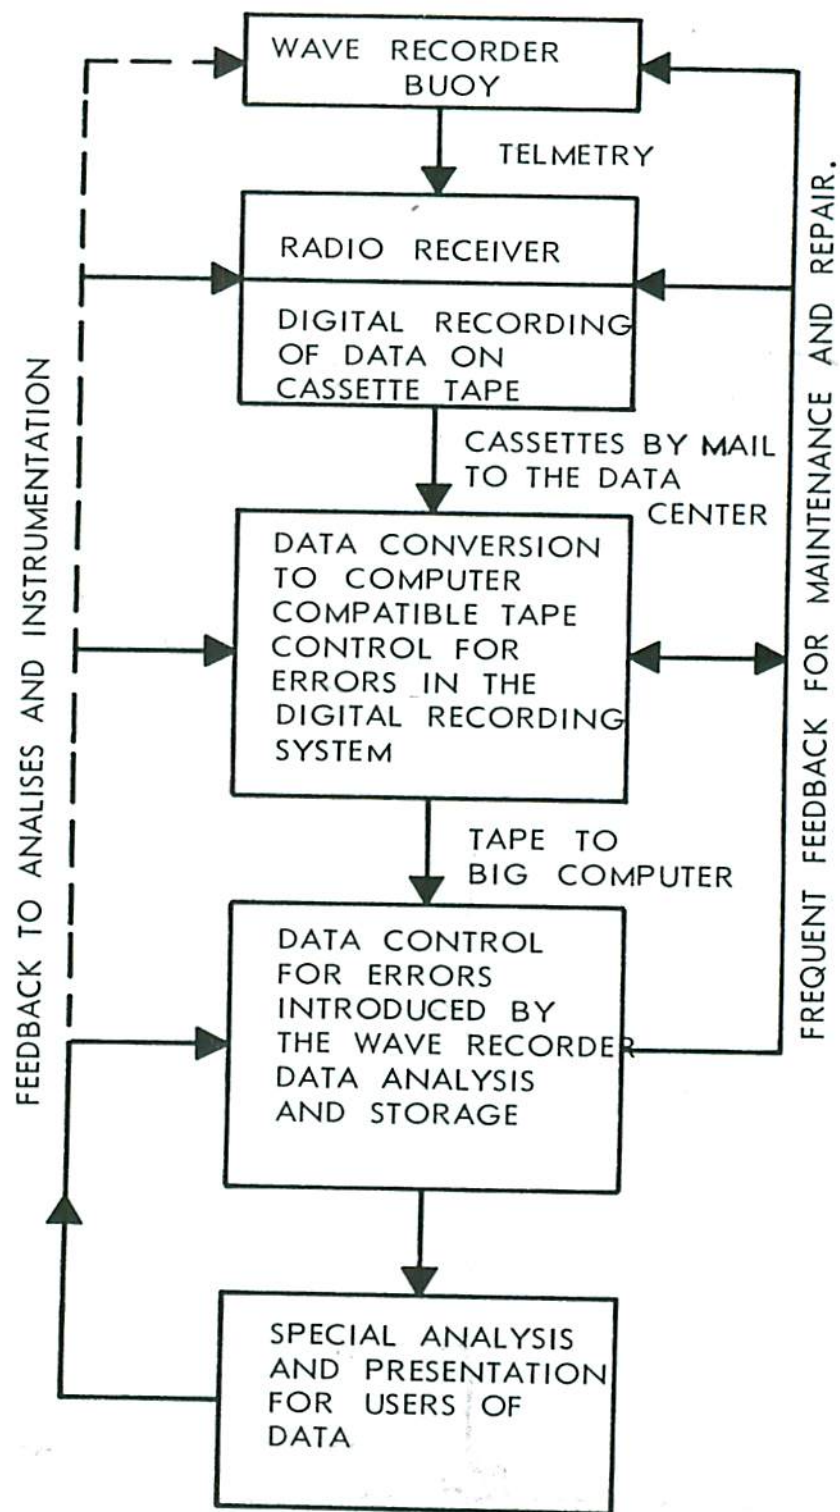 WAVE RECORDER
BUOY
TELMETRY
RADIO RECEIVER
DIGITAL RECORDING
OF DATA ON
CASSETTE TAPE
CASSETTES BY MAIL
TO THE DATA
CENTER
DATA CONVERSION
TO COMPUTER
COMPATIBLE TAPE
CONTROL FOR
ERRORS IN THE
DIGITAL RECORDING
SYSTEM
TAPE TO
BIG COMPUTER
DATA CONTROL
FOR ERRORS
INTRODUCED BY
THE WAVE RECORDER
DATA ANALYSIS
AND STORAGE
SPECIAL ANALYSIS
AND PRESENTATION
FOR USERS OF
DATA
FEEDBACK TO ANALISES AND INSTRUMENTATION
FREQUENT FEEDBACK FOR MAINTENANCE AND REPAIR.